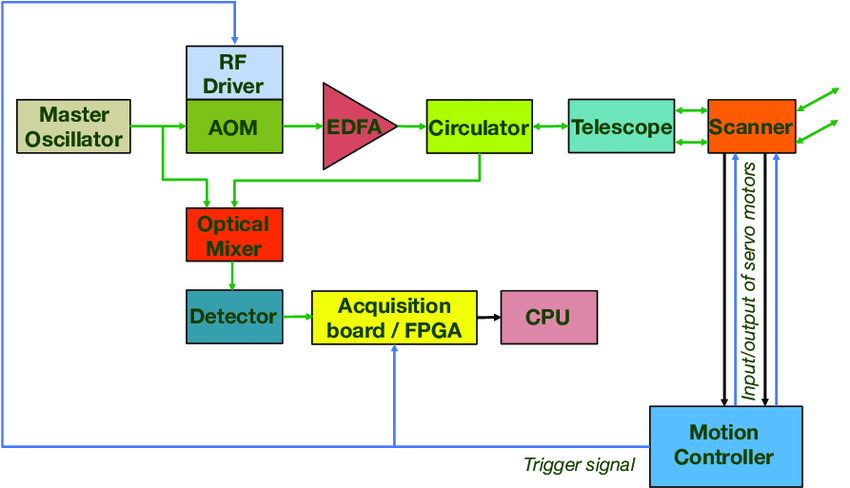 RF
Driver
Master
Oscillator
AOM
EDFA
Circulator
Telescope
Scanner
Optical
Mixer
Input/output of servo motors
Detector
Acquisition
board / FPGA
CPU
Motion
Controller
Trigger signal